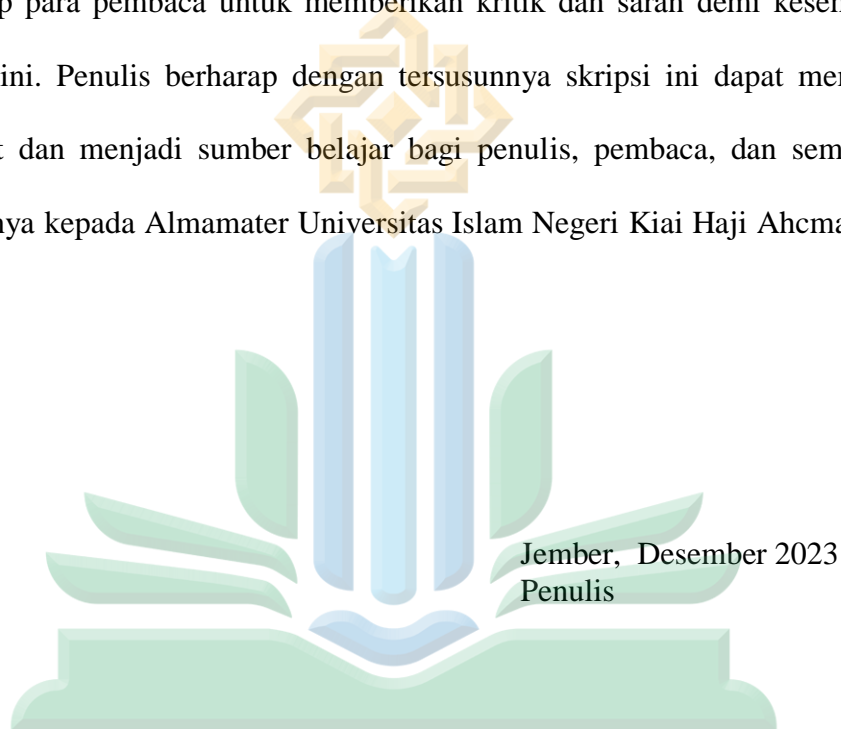 p para pembaca untuk memberikan kritik dan saran demi kesem
ini. Penulis berharap dengan tersusunnya skripsi ini dapat mer
t dan menjadi sumber belajar bagi penulis, pembaca, dan sem
nya kepada Almamater Universitas Islam Negeri Kiai Haji Ahcma
Jember, Desember 2023
Penulis